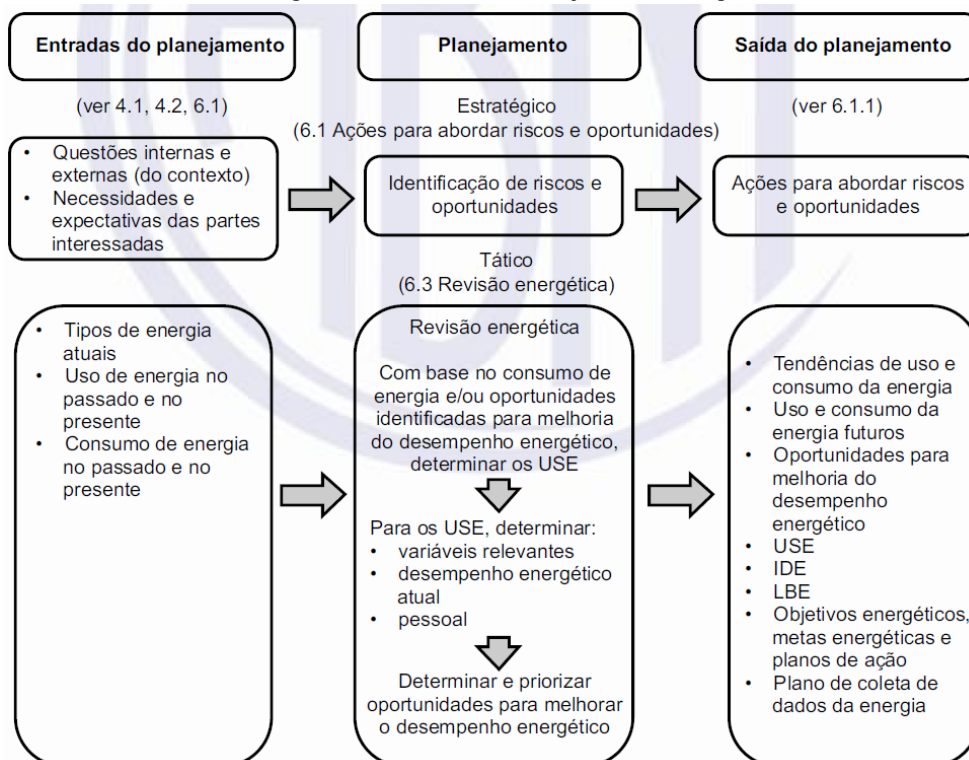 Entradas do planejamento
Planejamento
Saída do planejamento
(ver 4.1, 4.2, 6.1)
Estratégico
(6.1 Ações para abordar riscos e oportunidades)
(ver 6.1.1)
• Questões internas e
externas (do contexto)
• Necessidades e
expectativas das partes
interessadas
Identificação de riscos e
oportunidades
Ações para abordar riscos
e oportunidades
Tático
(6.3 Revisão energética)
• Tipos de energia
atuais
• Uso de energia no
passado e no
presente
• Consumo de energia
no passado e no
presente
Revisão energética
Com base no consumo de
energia e/ou oportunidades
identificadas para melhoria
do desempenho energético,
determinar os USE
Para os USE, determinar:
• variáveis relevantes
• desempenho energético
atual
• pessoal
Determinar e priorizar
oportunidades para melhorar
o desempenho energético
• Tendências de uso e
consumo da energia
• Uso e consumo da
energia futuros
• Oportunidades para
melhoria do
desempenho
energético
• USE
• IDE
• LBE
• Objetivos energéticos,
metas energéticas e
planos de ação
• Plano de coleta de
dados da energia